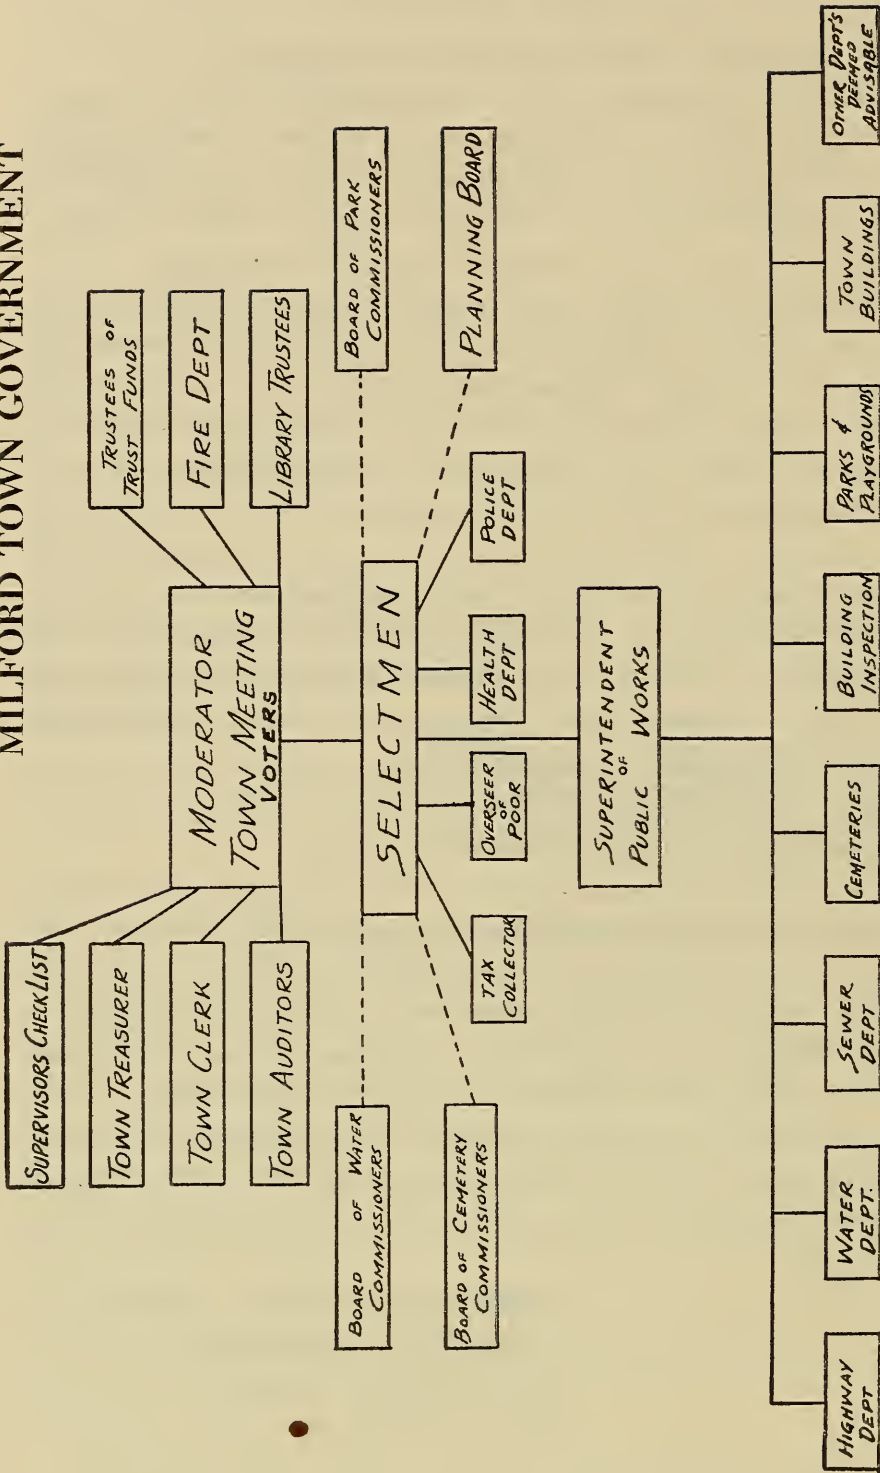 MILFORD TOWN GOVERNMENT
SUPERVISORS CHECKLIST
TOWN TREASURER
TOWN CLERK
TOWN AUDITORS
MODERATOR
TOWN MEETING
VOTERS
TRUSTEES OF
TRUST FUNDS
FIRE DEPT
LIBRARY TRUSTEES
BOARD OF WATER
COMMISSIONERS
BOARD OF CEMETERY
COMMISSIONERS
SELECTMEN
BOARD OF PARK
COMMISSIONERS
PLANNING BOARD
TAX
COLLECTOR
OVERSEER
OF
POOR
HEALTH
DEPT
POLICE
DEPT
SUPERINTENDENT
OF
PUBLIC WORKS
HIGHWAY
DEPT
WATER
DEPT.
SEWER
DEPT
CEMETERIES
BUILDING
INSPECTION
PARKS &
PLAYGROUNDS
TOWN
BUILDINGS
OTHER DEPT'S
DEEMED
ADVISABLE